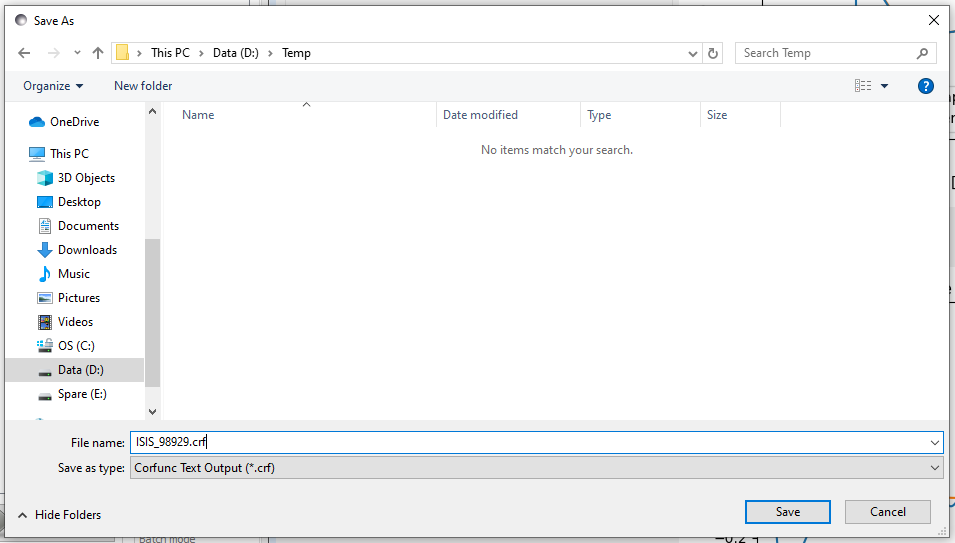 Save As
This PC > Data (D:) > Temp
Search Temp
Organize
New folder
Name
Date modified
Type
Size
No items match your search.
OneDrive
This PC
3D Objects
Desktop
Documents
Downloads
Music
Pictures
Videos
OS (C:)
Data (D:)
Spare (E:)
File name: ISIS_98929.crf
Save as type: Corfunc Text Output (*.crf)
Hide Folders
Save
Cancel
Batch mode
−0.2